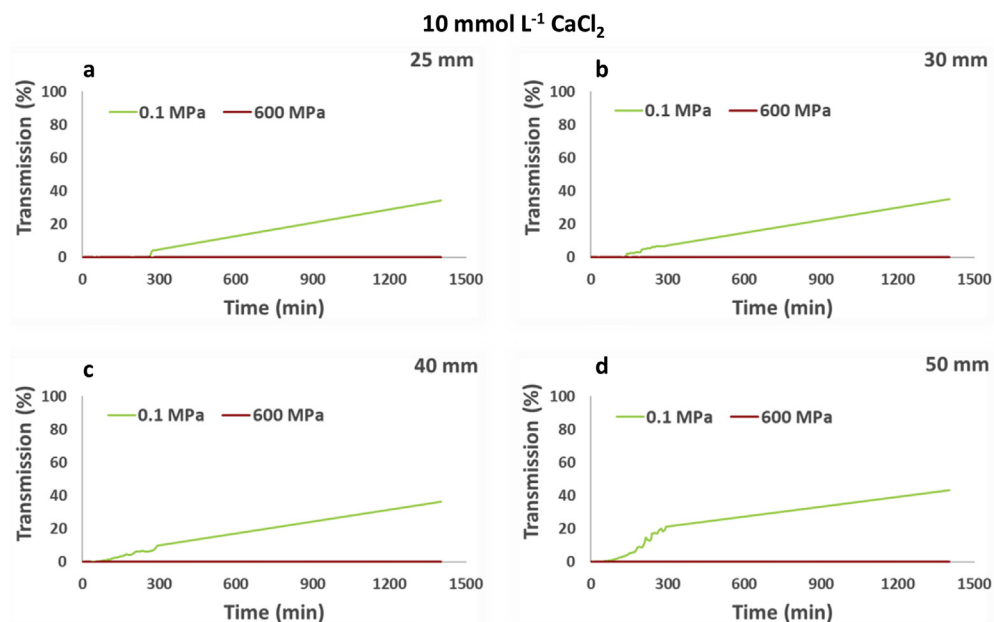 10 mmol L⁻¹ CaCl₂
a
25 mm
Transmission (%)
100
80
60
40
20
0
0.1 MPa
600 MPa
0 300 600 900 1200 1500
Time (min)
b
30 mm
Transmission (%)
100
80
60
40
20
0
0.1 MPa
600 MPa
0 300 600 900 1200 1500
Time (min)
c
40 mm
Transmission (%)
100
80
60
40
20
0
0.1 MPa
600 MPa
0 300 600 900 1200 1500
Time (min)
d
50 mm
Transmission (%)
100
80
60
40
20
0
0.1 MPa
600 MPa
0 300 600 900 1200 1500
Time (min)